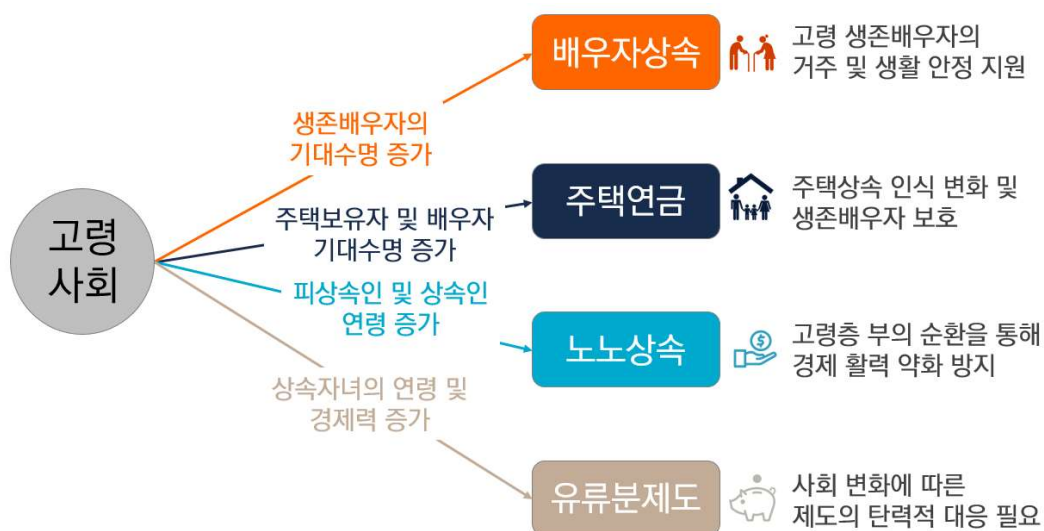 고령
사회
생존배우자의
기대수명 증가
배우자상속
고령 생존배우자의
거주 및 생활 안정 지원
주택보유자 및 배우자
기대수명 증가
주택연금
주택상속 인식 변화 및
생존배우자 보호
피상속인 및 상속인
연령 증가
노노상속
$
고령층 부의 순환을 통해
경제 활력 약화 방지
상속자녀의 연령 및
경제력 증가
유류분제도
사회 변화에 따른
제도의 탄력적 대응 필요